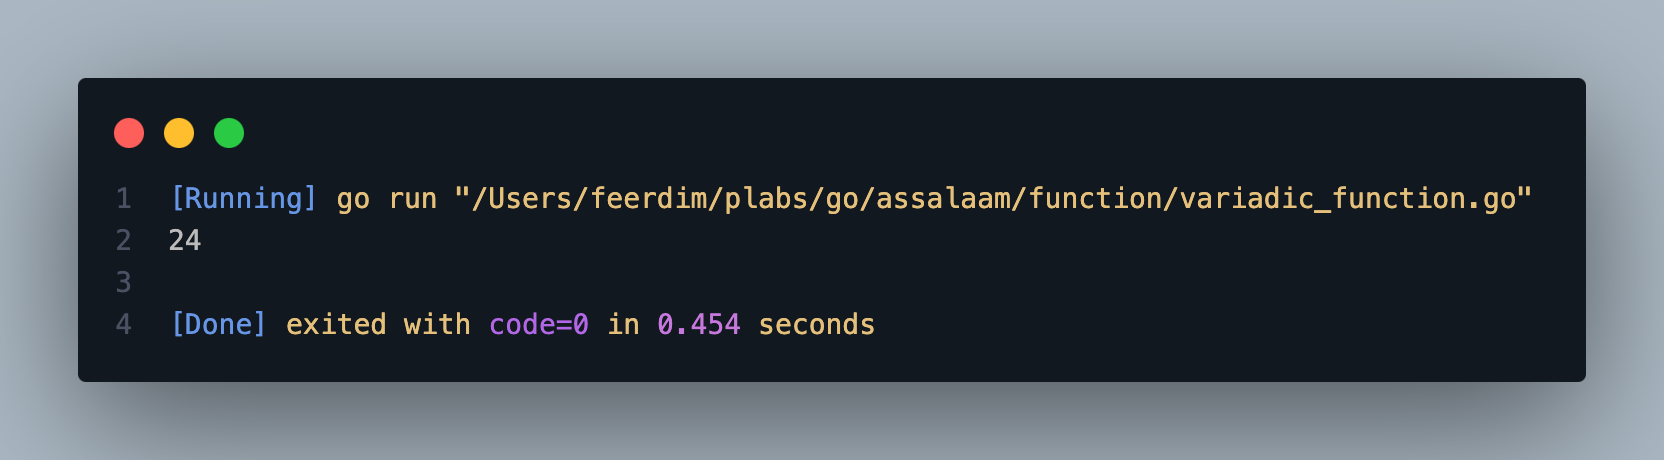 1 [Running] go run "/Users/feerdim/plabs/go/assalaam/function/variadic_function.go"
2 24
3
4 [Done] exited with code=0 in 0.454 seconds